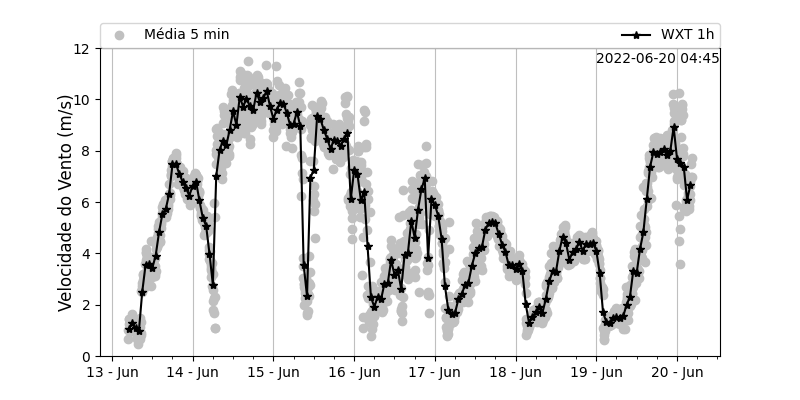 Média 5 min
WXT 1h
2022-06-20 04:45
Velocidade do Vento (m/s)
12
10
8
6
4
2
0
13 - Jun 14 - Jun 15 - Jun 16 - Jun 17 - Jun 18 - Jun 19 - Jun 20 - Jun